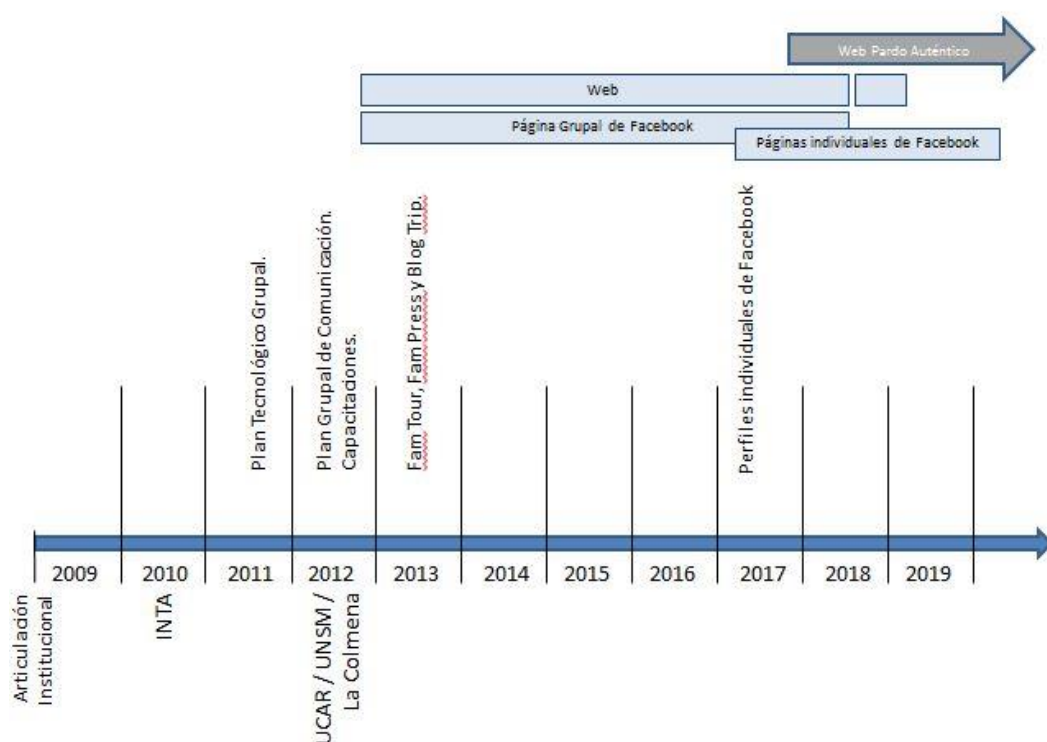 Web Pardo Auténtico
Web
Página Grupal de Facebook
Páginas individuales de Facebook
Plan Tecnológico Grupal.
Plan Grupal de Comunicación.
Capacitaciones.
Fam Tour, Fam Press y Blog Trip.
Perfiles individuales de Facebook
2009
2010
2011
2012
2013
2014
2015
2016
2017
2018
2019
Articulación
Institucional
INTA
UCAR / UNSM /
La Colmena